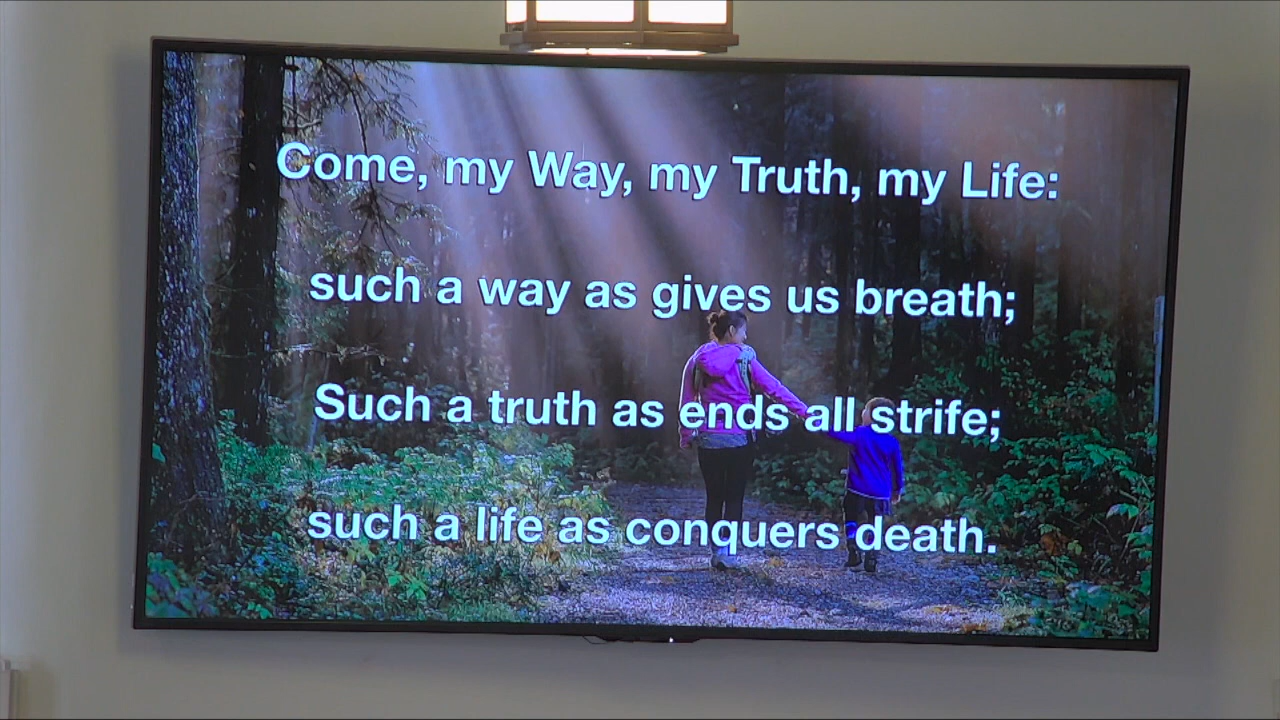 Come, my Way, my Truth, my Life:
such a way as gives us breath;
Such a truth as ends all strife;
such a life as conquers death.